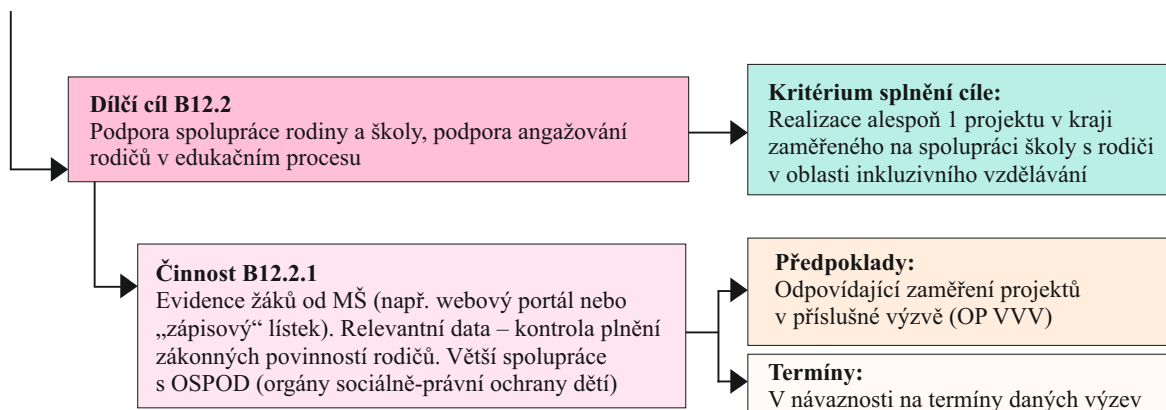 Dílčí cíl B12.2
Podpora spolupráce rodiny a školy, podpora angažování
rodičů v edukačním procesu
Kritérium splnění cíle:
Realizace alespoň 1 projektu v kraji
zaměřeného na spolupráci školy s rodiči
v oblasti inkluzivního vzdělávání
Činnost B12.2.1
Evidence žáků od MŠ (např. webový portál nebo
„zápisový“ lístek). Relevantní data – kontrola plnění
zákonných povinností rodičů. Větší spolupráce
s OSPOD (orgány sociálně-právní ochrany dětí)
Předpoklady:
Odpovídající zaměření projektů
v příslušné výzvě (OP VVV)
Termíny:
V návaznosti na termíny daných výzev